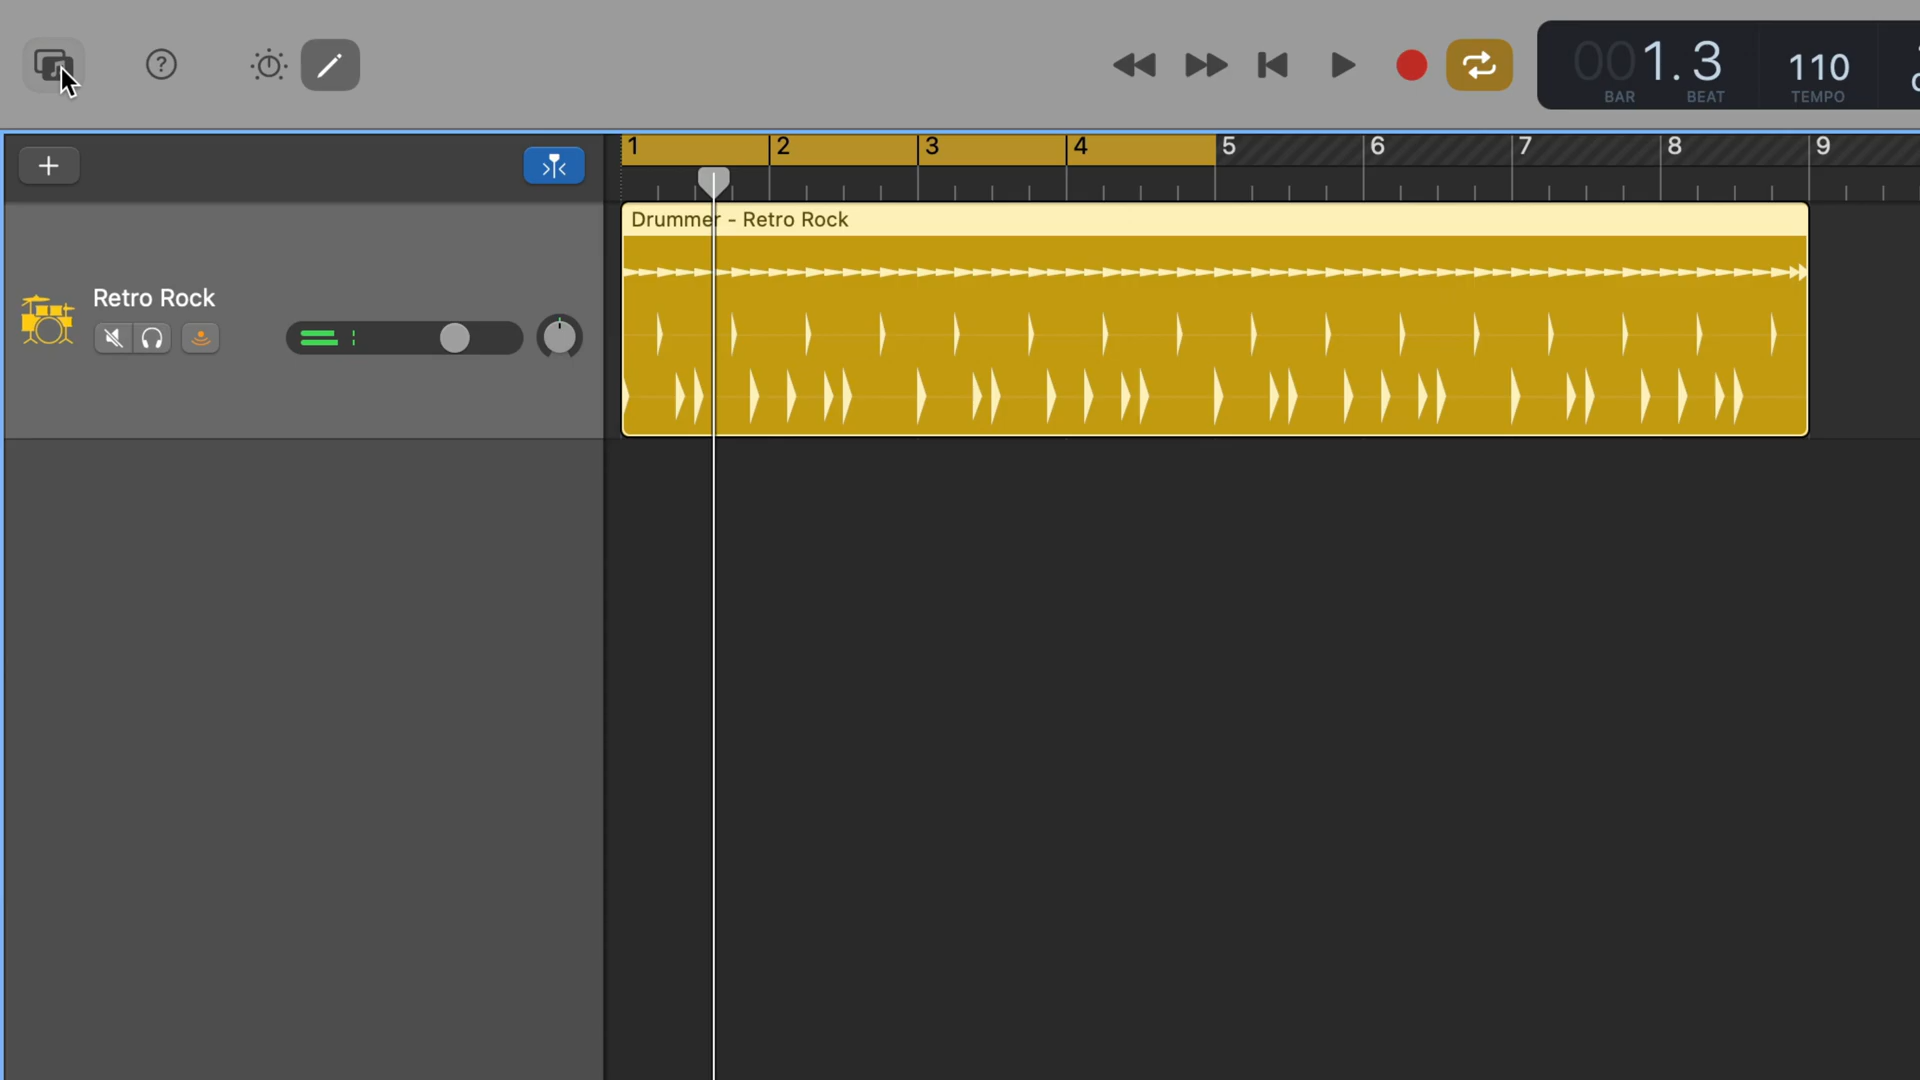 001.3
BAR BEAT
110
TEMPO
1 2 3 4 5 6 7 8 9
Drummer - Retro Rock
Retro Rock